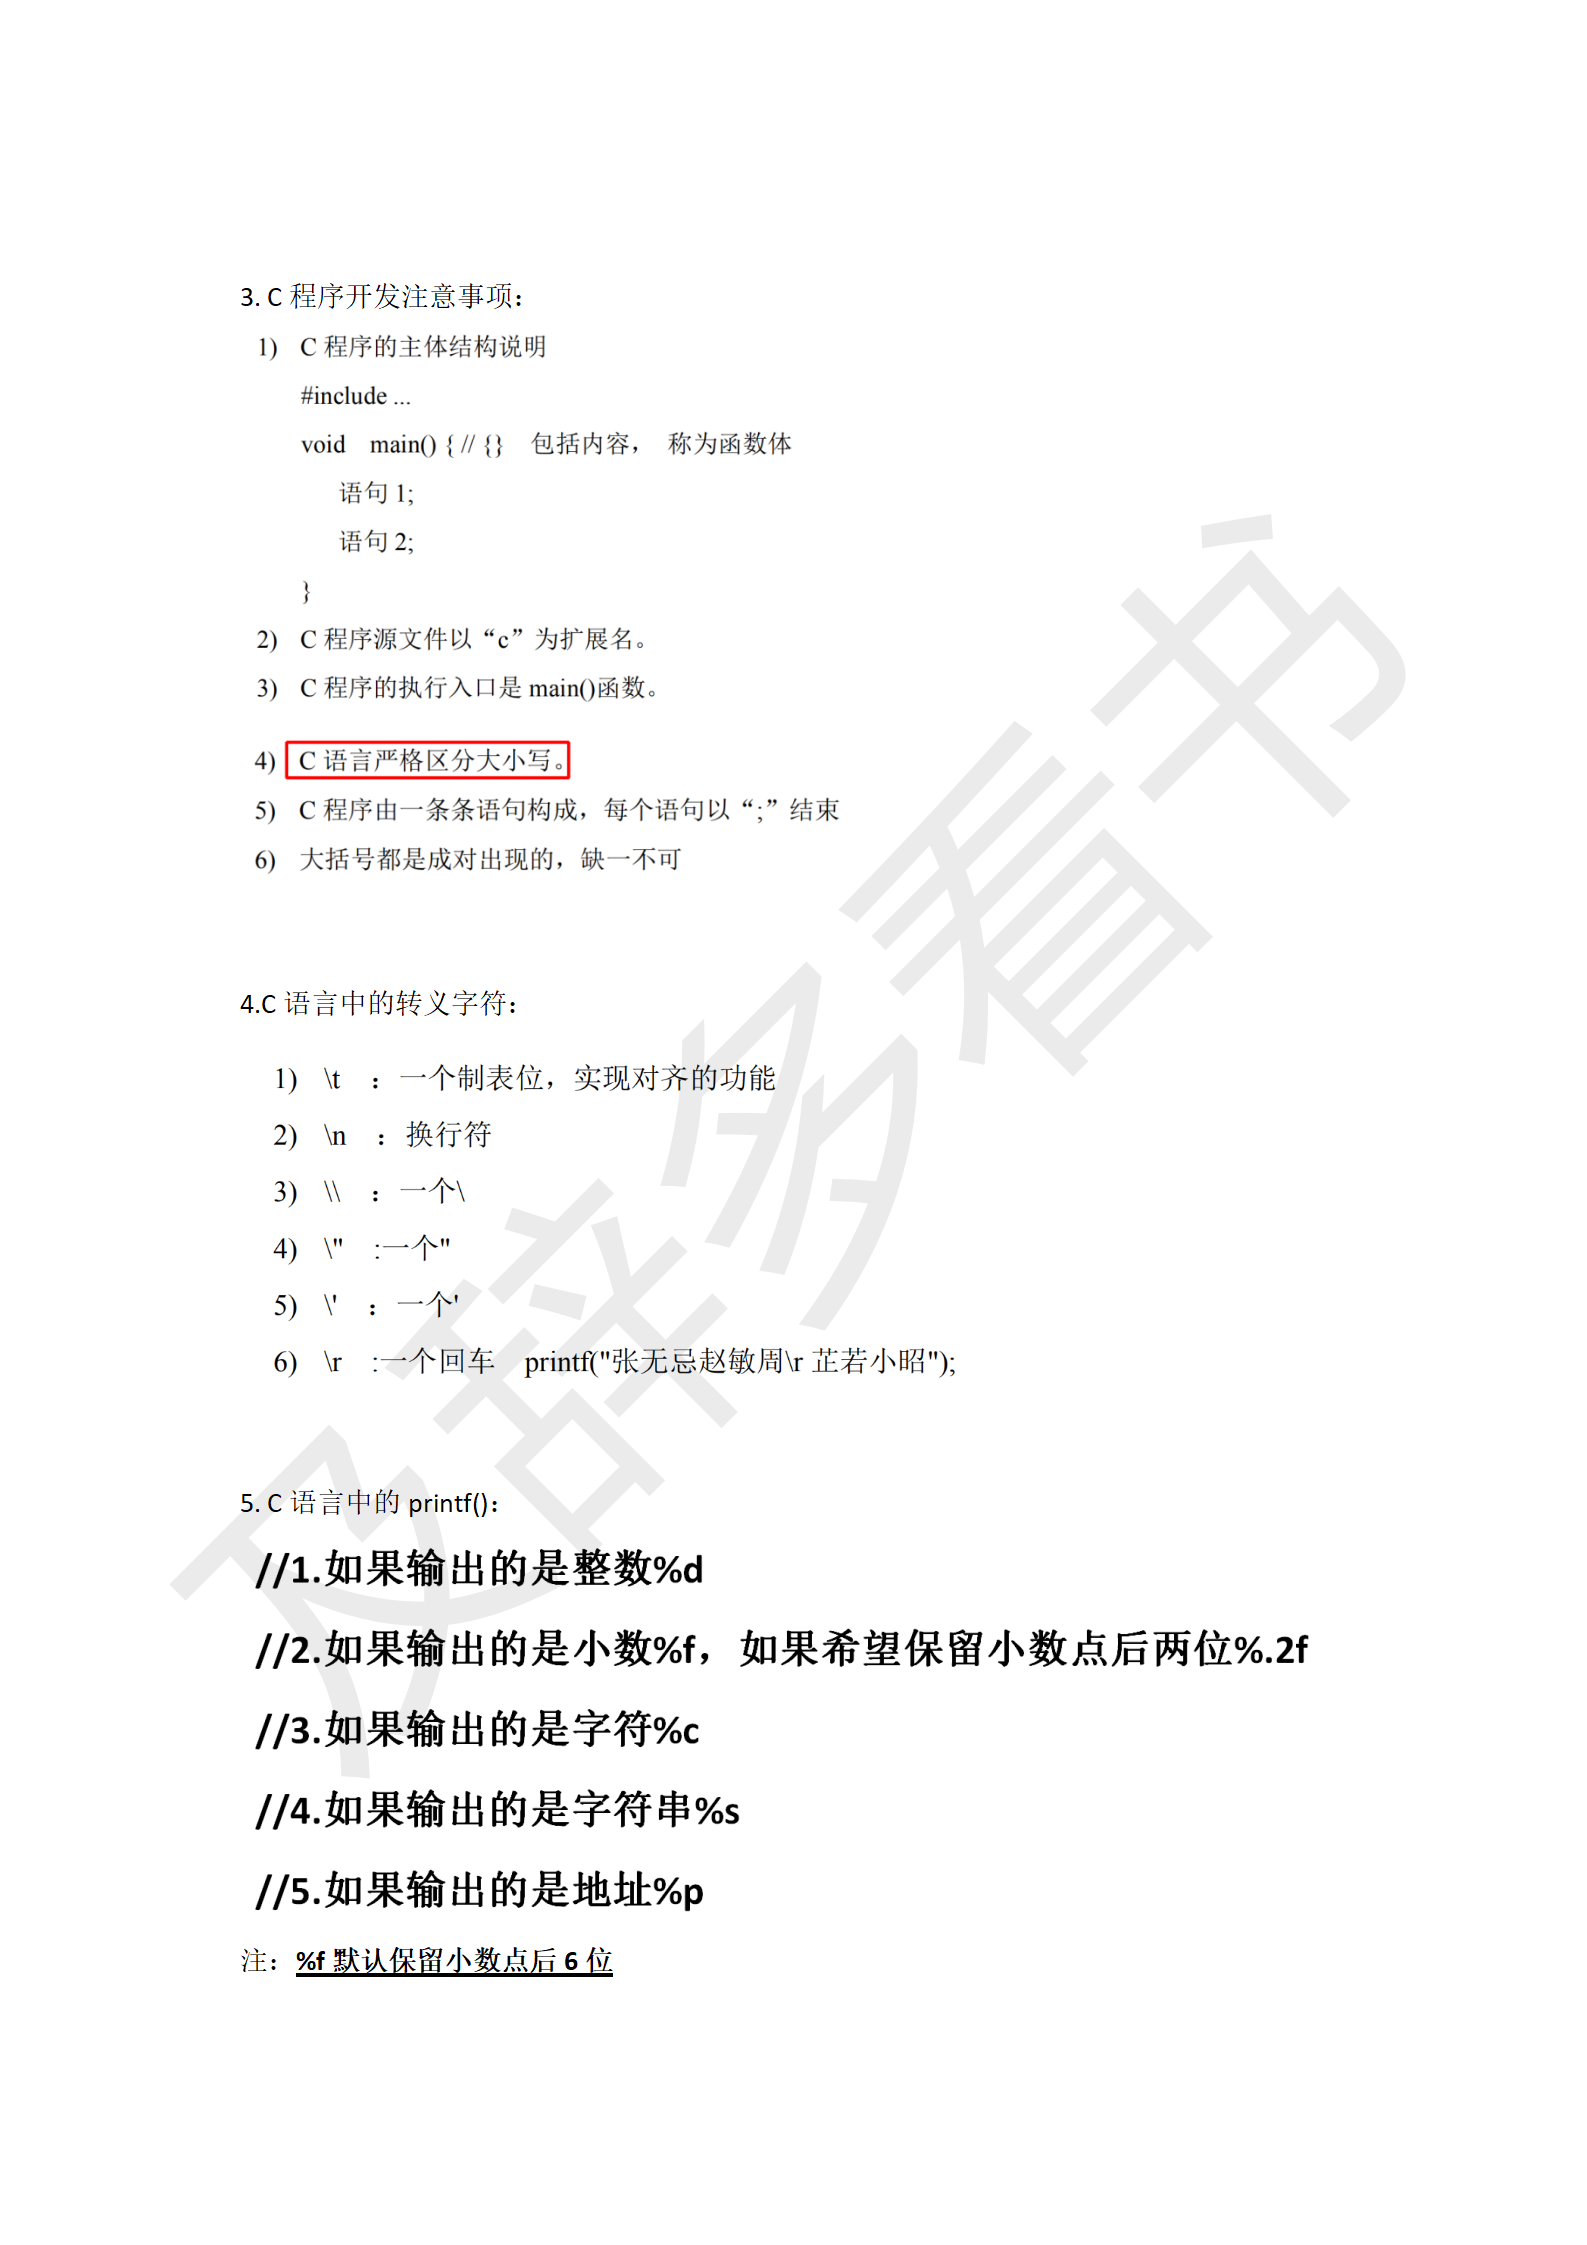 3. C 程序开发注意事项：
1) C 程序的主体结构说明
#include ...
void main() { // {} 包括内容， 称为函数体
语句 1;
语句 2;
}
2) C 程序源文件以“c”为扩展名。
3) C 程序的执行入口是 main()函数。
4) C 语言严格区分大小写。
5) C 程序由一条条语句构成，每个语句以“;”结束
6) 大括号都是成对出现的，缺一不可
4.C 语言中的转义字符：
1) \t ：一个制表位，实现对齐的功能
2) \n ：换行符
3) \\ ：一个\
4) \" :一个"
5) \' ：一个'
6) \r :一个回车 printf("张无忌赵敏周\r 芷若小昭");
5. C 语言中的 printf()：
//1.如果输出的是整数%d
//2.如果输出的是小数%f，如果希望保留小数点后两位%.2f
//3.如果输出的是字符%c
//4.如果输出的是字符串%s
//5.如果输出的是地址%p
注：%f 默认保留小数点后 6 位
及辞多看书